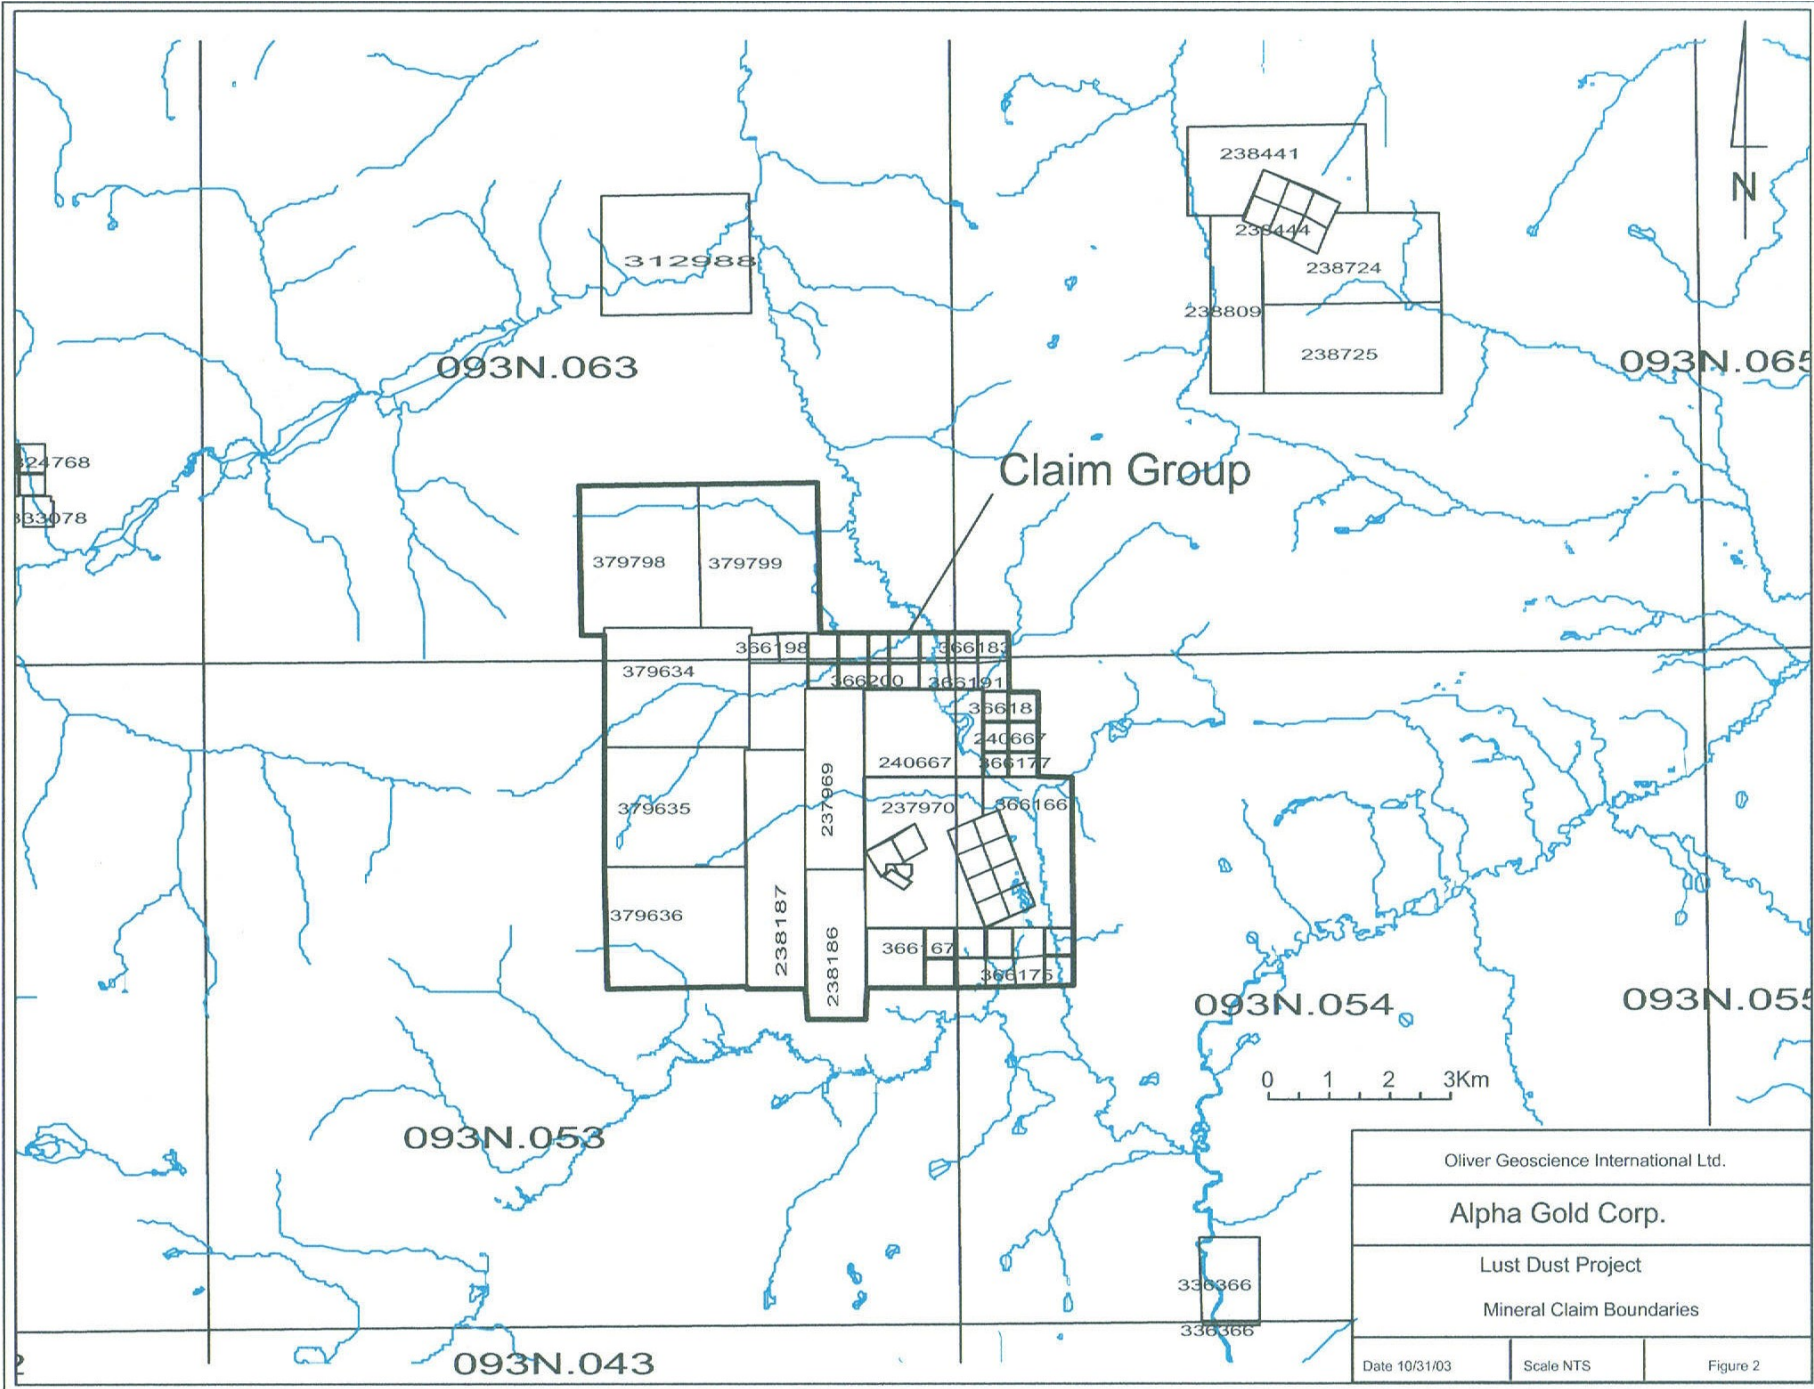 238441
N
238444
312988
238724
238809
238725
093N.063
093N.065
324768
Claim Group
333078
379798
379799
366198
366183
379634
366200
366191
36618
240667
240667
366177
237969
379635
237970
366166
379636
238187
238186
366167
366175
093N.054
093N.055
0 1 2 3Km
093N.053
Oliver Geoscience International Ltd.
Alpha Gold Corp.
Lust Dust Project
336366
Mineral Claim Boundaries
336366
093N.043
Date 10/31/03
Scale NTS
Figure 2